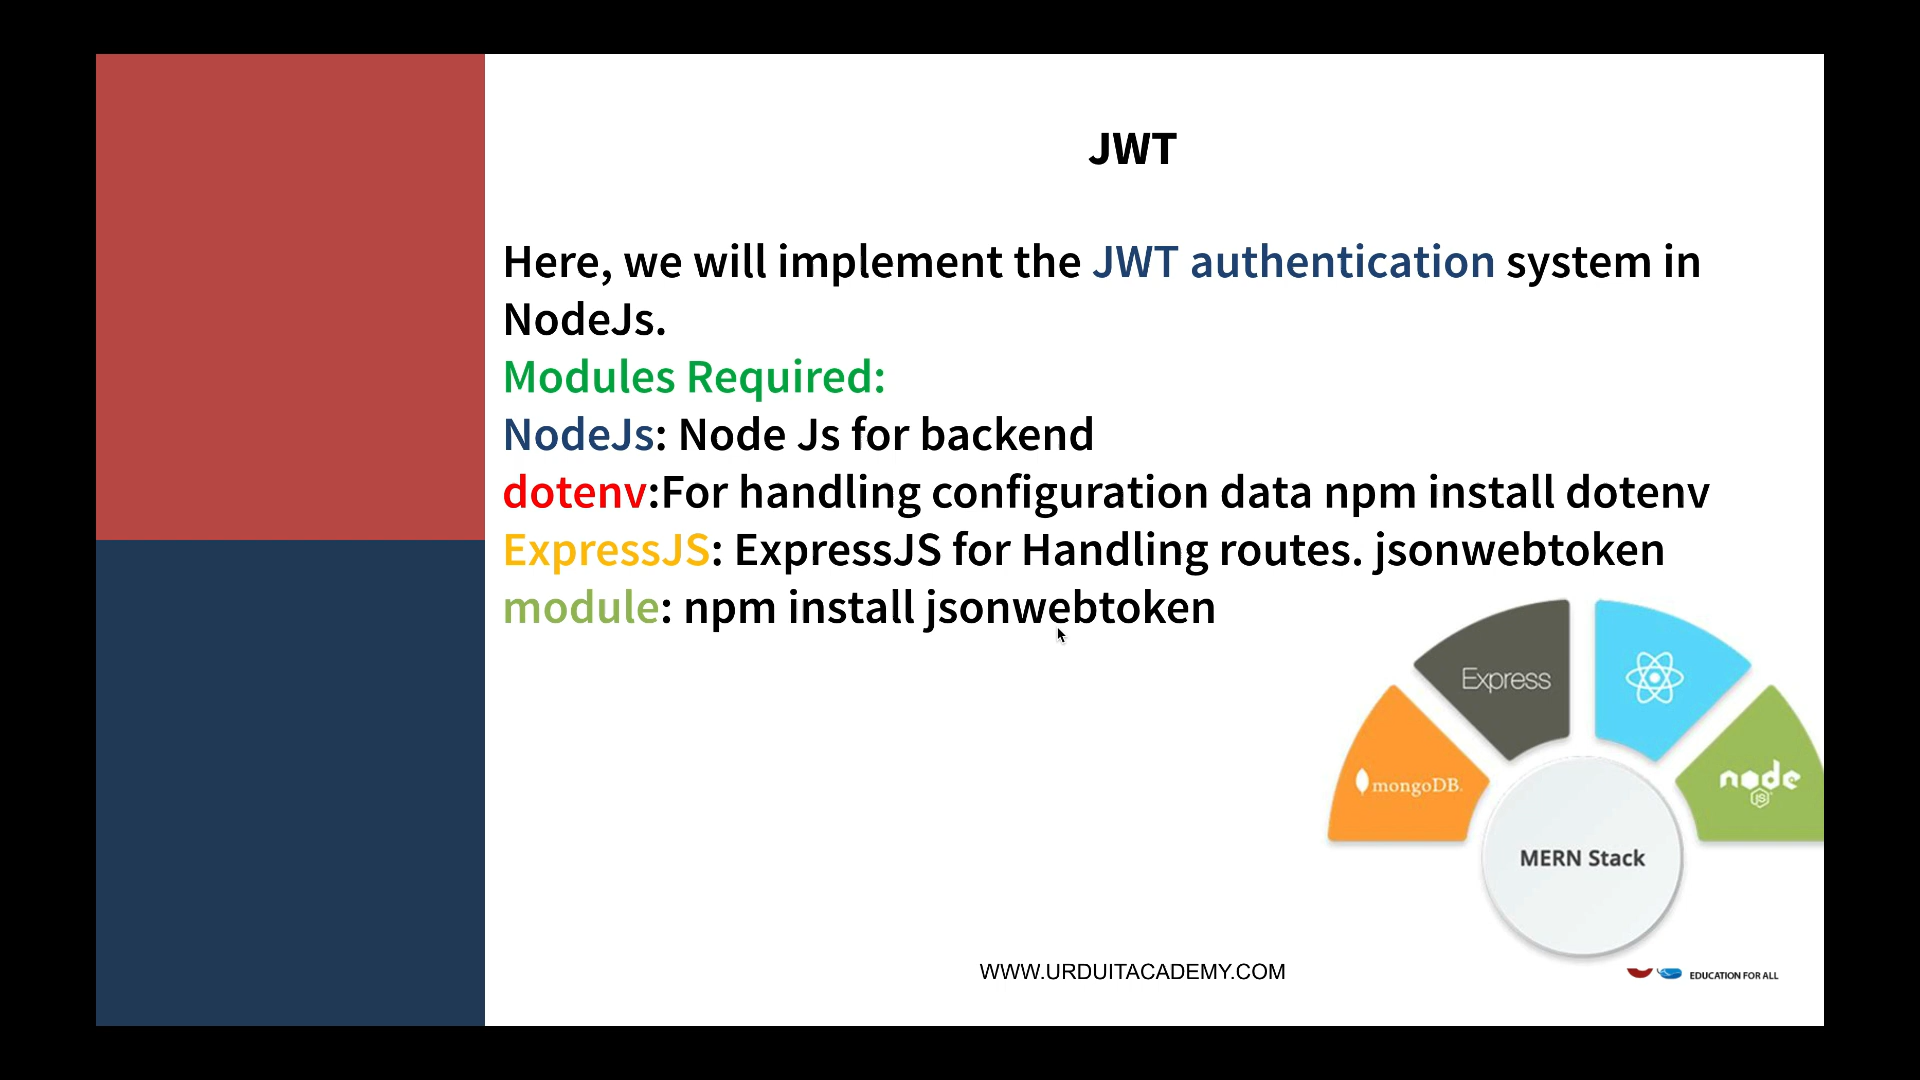 JWT
Here, we will implement the JWT authentication system in
NodeJs.
Modules Required:
NodeJs: Node Js for backend
dotenv:For handling configuration data npm install dotenv
ExpressJS: ExpressJS for Handling routes. jsonwebtoken
module: npm install jsonwebtoken
Express
mongoDB.
node
JS
MERN Stack
WWW.URDUITACADEMY.COM
EDUCATION FOR ALL